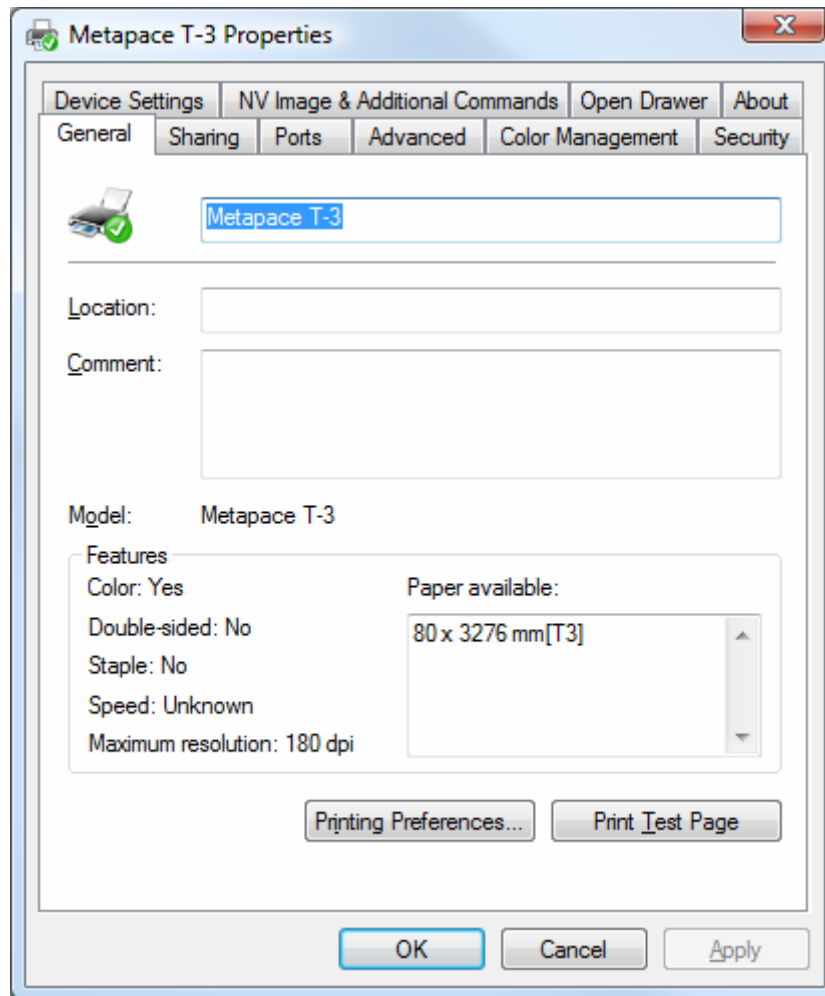 Metapace T-3 Properties
Device Settings NV Image & Additional Commands Open Drawer About
General Sharing Ports Advanced Color Management Security
Metapace T-3
Location:
Comment:
Model: Metapace T-3
Features
Color: Yes Paper available:
Double-sided: No 80 x 3276 mm[T3]
Staple: No
Speed: Unknown
Maximum resolution: 180 dpi
Printing Preferences... Print Test Page
OK Cancel Apply